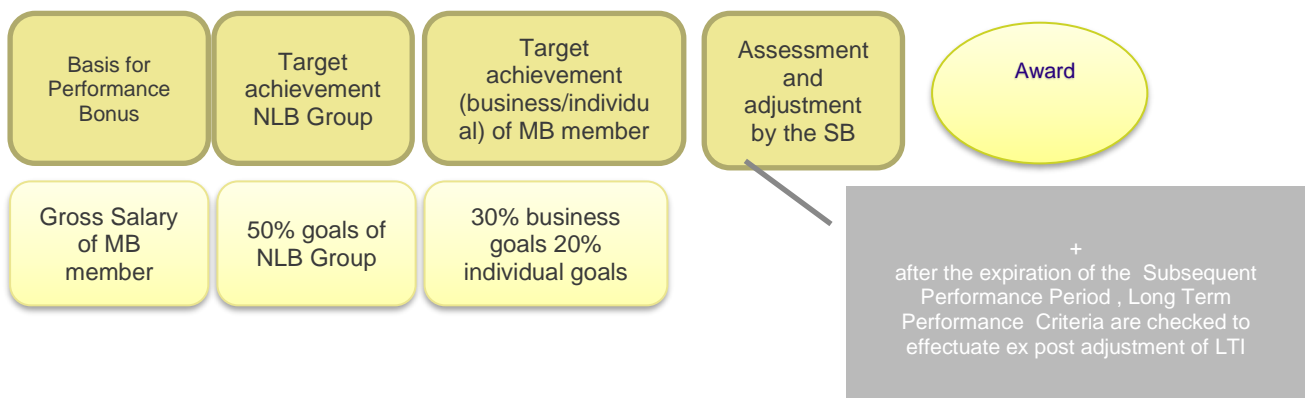 Basis for
Performance
Bonus
Target
achievement
NLB Group
Target
achievement
(business/individu
al) of MB member
Assessment
and
adjustment
by the SB
Award
Gross Salary
of MB
member
50% goals of
NLB Group
30% business
goals 20%
individual goals
+
after the expiration of the  Subsequent
Performance Period , Long Term
Performance  Criteria are checked to
effectuate ex post adjustment of LTI